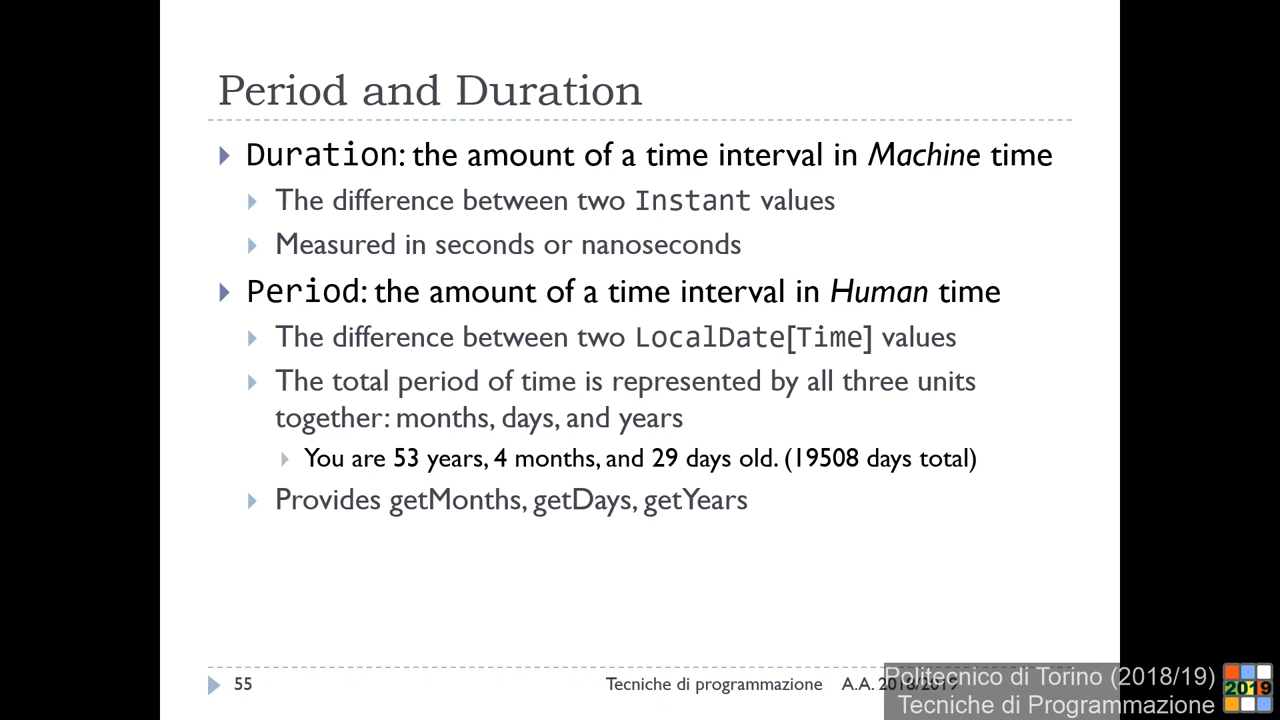 Period and Duration
Duration: the amount of a time interval in Machine time
The difference between two Instant values
Measured in seconds or nanoseconds
Period: the amount of a time interval in Human time
The difference between two LocalDate[Time] values
The total period of time is represented by all three units
together: months, days, and years
You are 53 years, 4 months, and 29 days old. (19508 days total)
Provides getMonths, getDays, getYears
55 Tecniche di programmazione A.A. 2018/2019
Politecnico di Torino (2018/19)
Tecniche di Programmazione
2019